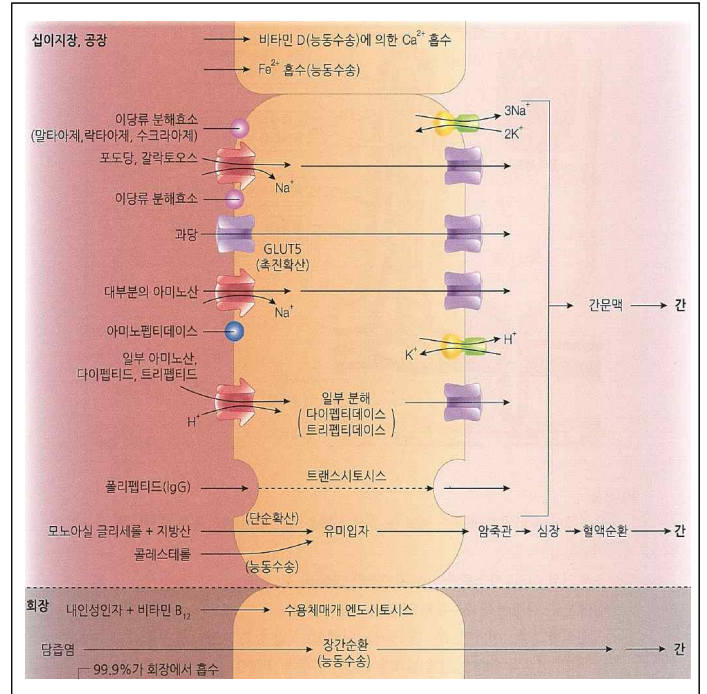 십이지장, 공장
비타민 D(능동수송)에 의한 Ca²⁺ 흡수
Fe²⁺ 흡수(능동수송)
이당류 분해효소
(말타아제,락타아제, 수크라아제)
3Na⁺
2K⁺
포도당, 갈락토오스
Na⁺
이당류 분해효소
과당
GLUT5
(촉진확산)
대부분의 아미노산
Na⁺
간문맥
간
아미노펩티데이스
H⁺
K⁺
일부 아미노산,
다이펩티드, 트리펩티드
H⁺
일부 분해
(다이펩티데이스
트리펩티데이스)
폴리펩티드(IgG)
트랜스시토시스
모노아실 글리세롤 + 지방산
(단순확산)
유미입자
암죽관
심장
혈액순환
간
콜레스테롤
(능동수송)
회장
내인성인자 + 비타민 B₁₂
수용체매개 엔도시토시스
담즙염
장간순환
(능동수송)
간
99.9%가 회장에서 흡수